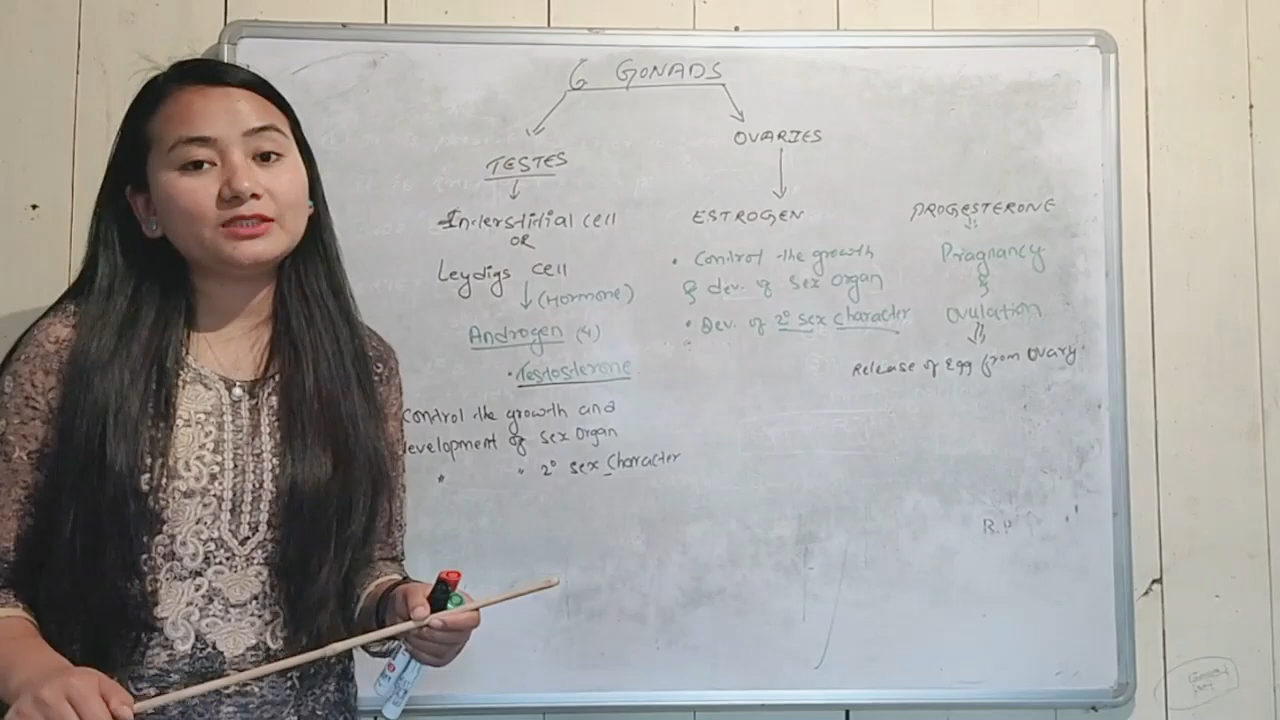 6 GONADS
TESTES
Interstidial cell
OR
Leydigs cell
(Hormone)
Androgen (4)
• Testosterone
control the growth and
development of sex organ
" " 2° sex Character
OVARIES
ESTROGEN
• Control the growth
& dev. of sex organ
• Dev. of 2° sex character
PROGESTERONE
Pragnancy
&
Ovulation
Release of Egg from Ovary.
B.P